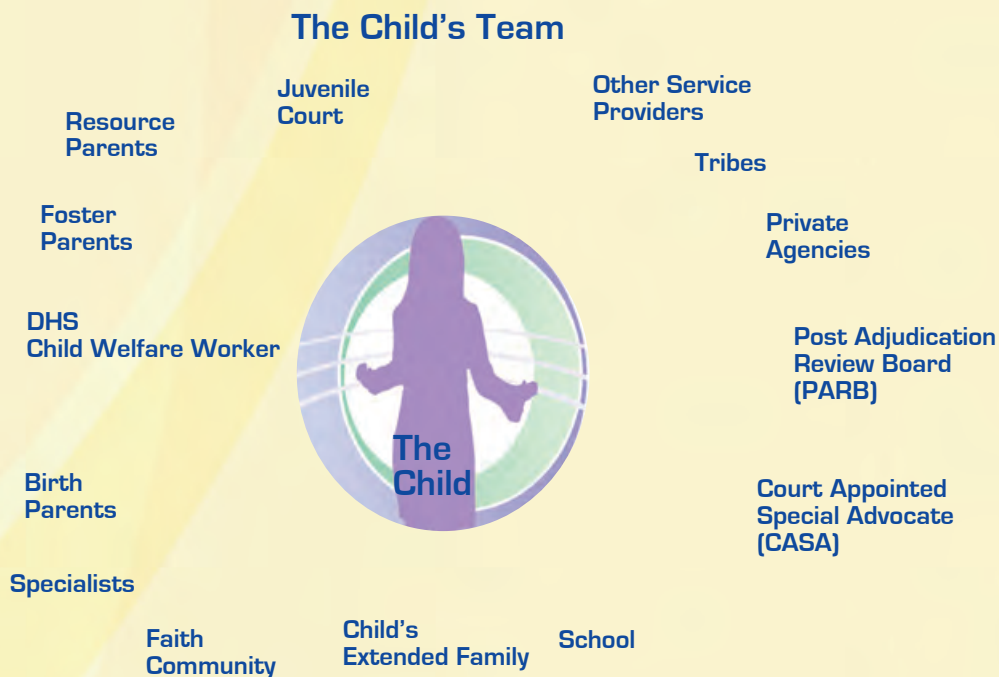 The Child's Team
Juvenile
Court
Other Service
Providers
Resource
Parents
Tribes
Foster
Parents
Private
Agencies
DHS
Child Welfare Worker
Post Adjudication
Review Board
(PARB)
The
Child
Birth
Parents
Court Appointed
Special Advocate
(CASA)
Specialists
Faith
Community
Child's
Extended Family
School